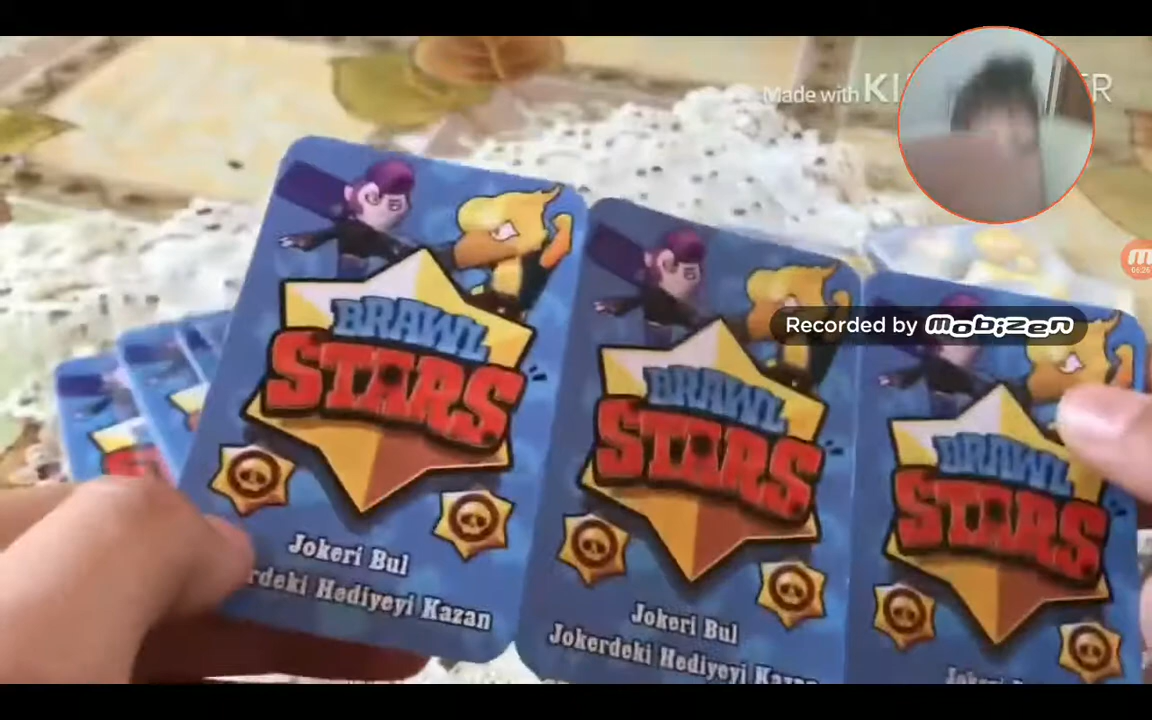 Made with
BRAWL
STARS
Jokeri Bul
Hediyeyi Kazan
Recorded by mobizen
BRAWL
STARS
Jokeri Bul
Jokerdeki Hediyeyi
BRAWL
STARS